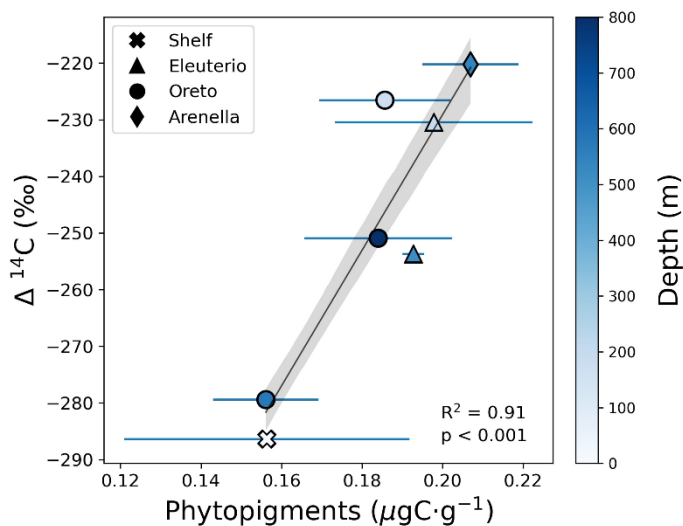 Shelf
Eleuterio
Oreto
Arenella
−220
−230
−240
−250
−260
−270
−280
−290
Δ ¹⁴C (‰)
R² = 0.91
p < 0.001
0.12 0.14 0.16 0.18 0.20 0.22
Phytopigments (μgC·g⁻¹)
800
700
600
500
400
300
200
100
0
Depth (m)